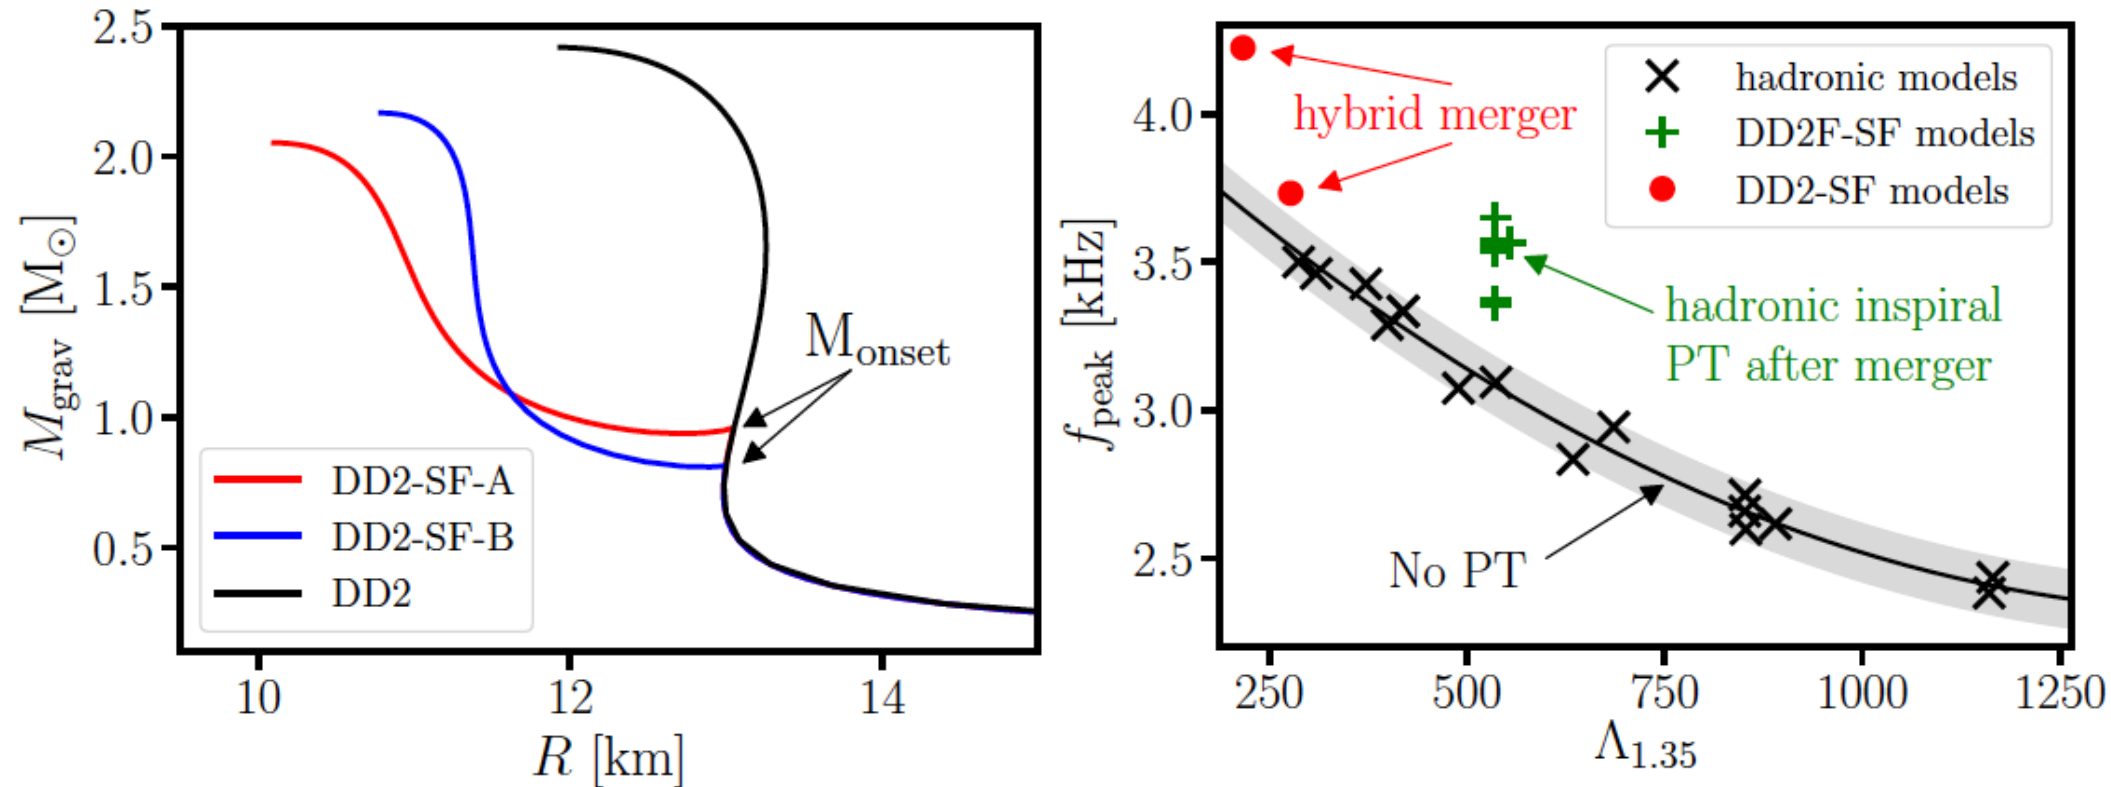 2.5
2.0
1.5
1.0
0.5
M_grav [M_⊙]
M_onset
DD2-SF-A
DD2-SF-B
DD2
10 12 14
R [km]
4.0
3.5
3.0
2.5
f_peak [kHz]
hybrid merger
hadronic models
DD2F-SF models
DD2-SF models
hadronic inspiral
PT after merger
No PT
250 500 750 1000 1250
Λ_1.35